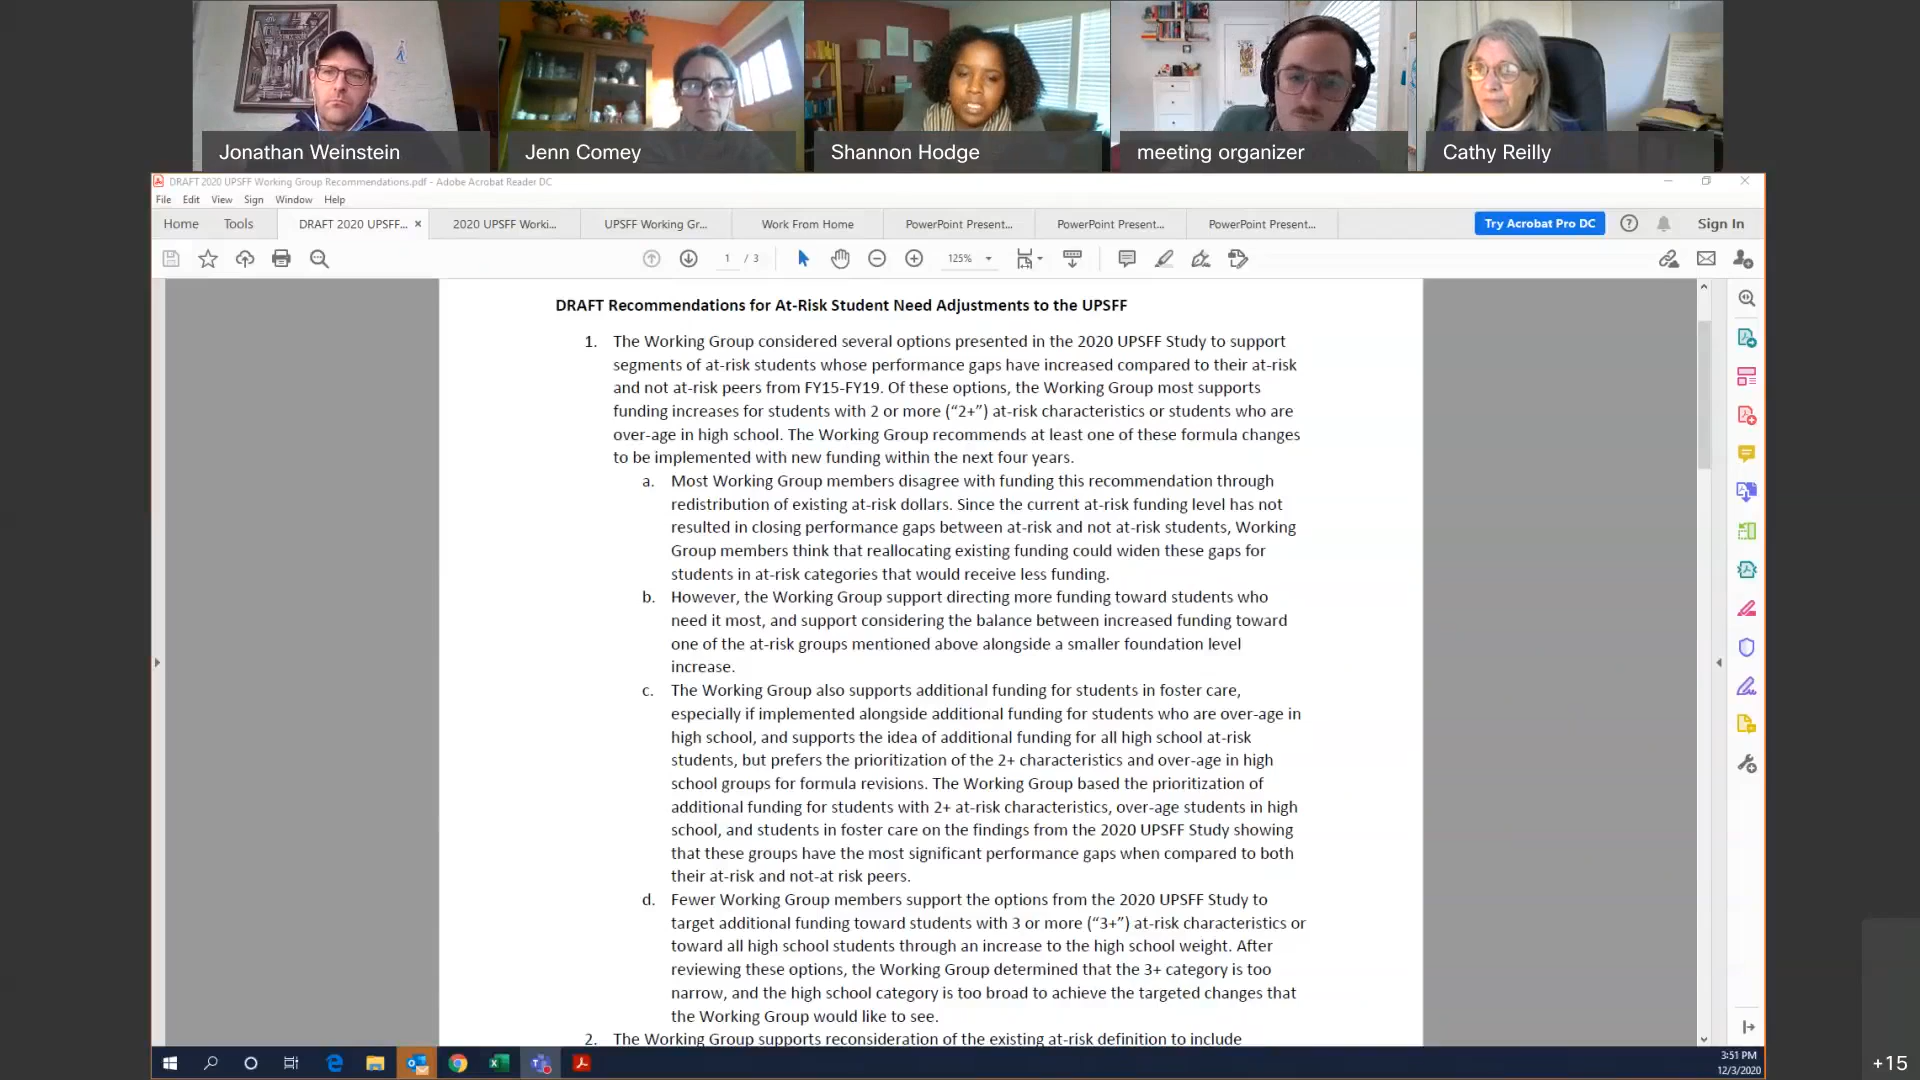 Jonathan Weinstein
Jenn Comey
Shannon Hodge
meeting organizer
Cathy Reilly
DRAFT 2020 UPSFF Working Group Recommendations.pdf - Adobe Acrobat Reader DC
File Edit View Sign Window Help
Home Tools DRAFT 2020 UPSFF... × 2020 UPSFF Worki... UPSFF Working Gr... Work From Home PowerPoint Present... PowerPoint Present... PowerPoint Present... Try Acrobat Pro DC Sign In
1 / 3 125%
DRAFT Recommendations for At-Risk Student Need Adjustments to the UPSFF
1. The Working Group considered several options presented in the 2020 UPSFF Study to support
segments of at-risk students whose performance gaps have increased compared to their at-risk
and not at-risk peers from FY15-FY19. Of these options, the Working Group most supports
funding increases for students with 2 or more (“2+”) at-risk characteristics or students who are
over-age in high school. The Working Group recommends at least one of these formula changes
to be implemented with new funding within the next four years.
a. Most Working Group members disagree with funding this recommendation through
redistribution of existing at-risk dollars. Since the current at-risk funding level has not
resulted in closing performance gaps between at-risk and not at-risk students, Working
Group members think that reallocating existing funding could widen these gaps for
students in at-risk categories that would receive less funding.
b. However, the Working Group support directing more funding toward students who
need it most, and support considering the balance between increased funding toward
one of the at-risk groups mentioned above alongside a smaller foundation level
increase.
c. The Working Group also supports additional funding for students in foster care,
especially if implemented alongside additional funding for students who are over-age in
high school, and supports the idea of additional funding for all high school at-risk
students, but prefers the prioritization of the 2+ characteristics and over-age in high
school groups for formula revisions. The Working Group based the prioritization of
additional funding for students with 2+ at-risk characteristics, over-age students in high
school, and students in foster care on the findings from the 2020 UPSFF Study showing
that these groups have the most significant performance gaps when compared to both
their at-risk and not-at risk peers.
d. Fewer Working Group members support the options from the 2020 UPSFF Study to
target additional funding toward students with 3 or more (“3+”) at-risk characteristics or
toward all high school students through an increase to the high school weight. After
reviewing these options, the Working Group determined that the 3+ category is too
narrow, and the high school category is too broad to achieve the targeted changes that
the Working Group would like to see.
2. The Working Group supports reconsideration of the existing at-risk definition to include
3:51 PM
12/3/2020
+15